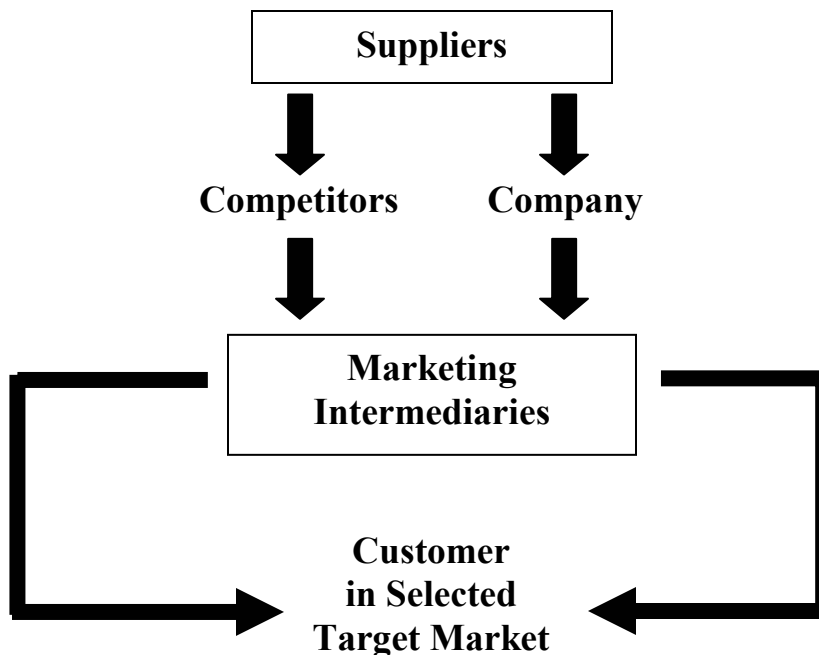 Suppliers
Competitors
Company
Marketing
Intermediaries
Customer
in Selected
Target Market